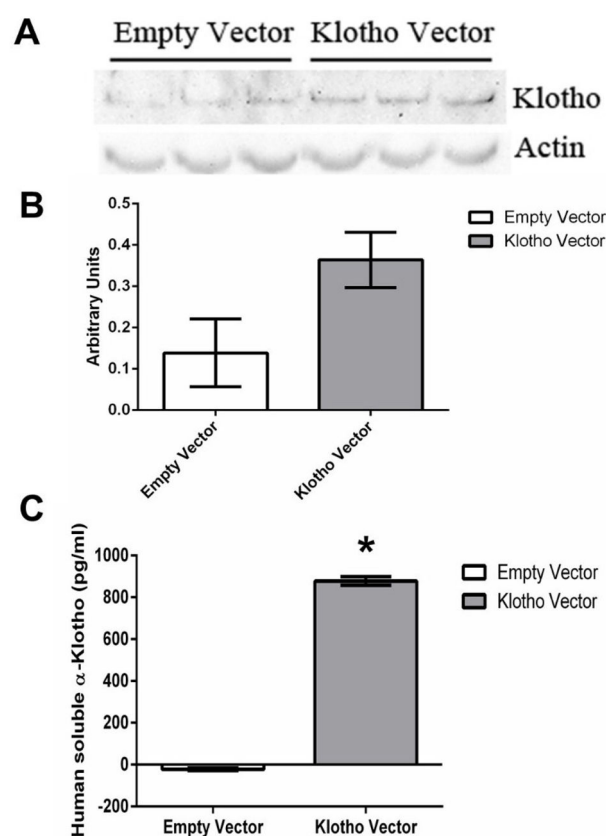 A
Empty Vector Klotho Vector
Klotho
Actin
B
0.5
0.4
0.3
0.2
0.1
0.0
Arbitrary Units
Empty Vector
Klotho Vector
Empty Vector
Klotho Vector
C
Human soluble α-Klotho (pg/ml)
1000
800
600
400
200
0
-200
*
Empty Vector
Klotho Vector
Empty Vector Klotho Vector